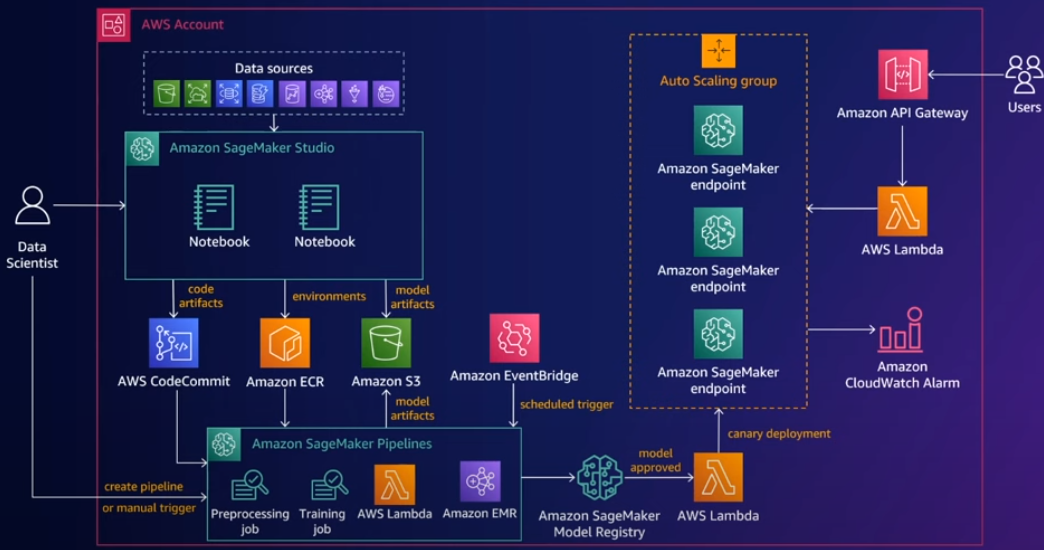 AWS Account
Data sources
Amazon SageMaker Studio
Notebook
Notebook
Data
Scientist
code
artifacts
environments
model
artifacts
AWS CodeCommit
Amazon ECR
Amazon S3
Amazon EventBridge
model
artifacts
scheduled trigger
Amazon SageMaker Pipelines
create pipeline
or manual trigger
Preprocessing
job
Training
job
AWS Lambda
Amazon EMR
Amazon SageMaker
Model Registry
model
approved
AWS Lambda
canary deployment
Auto Scaling group
Amazon SageMaker
endpoint
Amazon SageMaker
endpoint
Amazon SageMaker
endpoint
Amazon API Gateway
Users
AWS Lambda
Amazon
CloudWatch Alarm